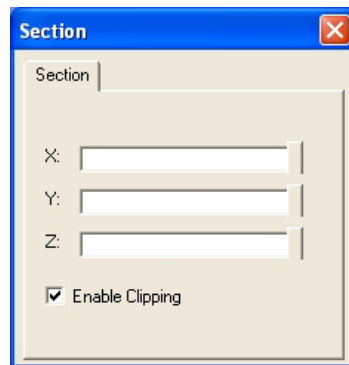 Section
Section
X:
Y:
Z:
Enable Clipping